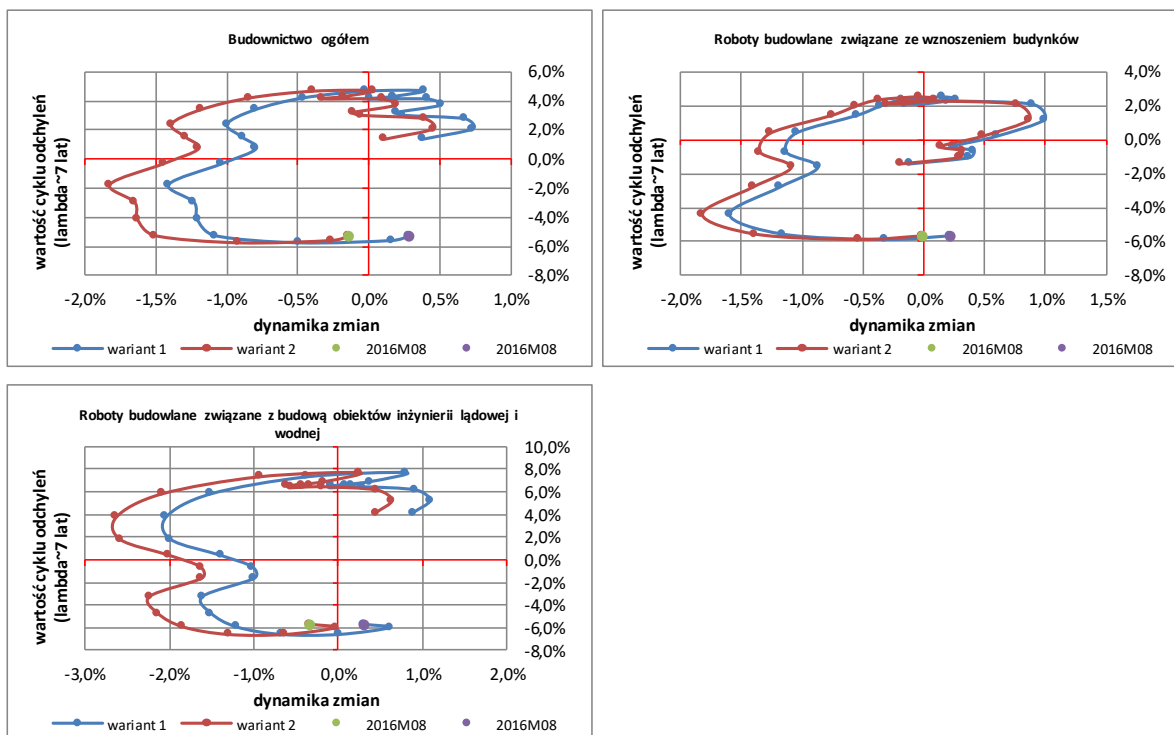 Budownictwo ogółem
6,0%
4,0%
2,0%
0,0%
-2,0%
-4,0%
-6,0%
-8,0%
wartość cyklu odchyleń
(lambda~7 lat)
-2,0% -1,5% -1,0% -0,5% 0,0% 0,5% 1,0%
dynamika zmian
wariant 1 wariant 2 2016M08 2016M08
Roboty budowlane związane ze wznoszeniem budynków
4,0%
2,0%
0,0%
-2,0%
-4,0%
-6,0%
-8,0%
wartość cyklu odchyleń
(lambda~7 lat)
-2,0% -1,5% -1,0% -0,5% 0,0% 0,5% 1,0% 1,5%
dynamika zmian
wariant 1 wariant 2 2016M08 2016M08
Roboty budowlane związane z budową obiektów inżynierii lądowej i
wodnej
10,0%
8,0%
6,0%
4,0%
2,0%
0,0%
-2,0%
-4,0%
-6,0%
-8,0%
wartość cyklu odchyleń
(lambda~7 lat)
-3,0% -2,0% -1,0% 0,0% 1,0% 2,0%
dynamika zmian
wariant 1 wariant 2 2016M08 2016M08